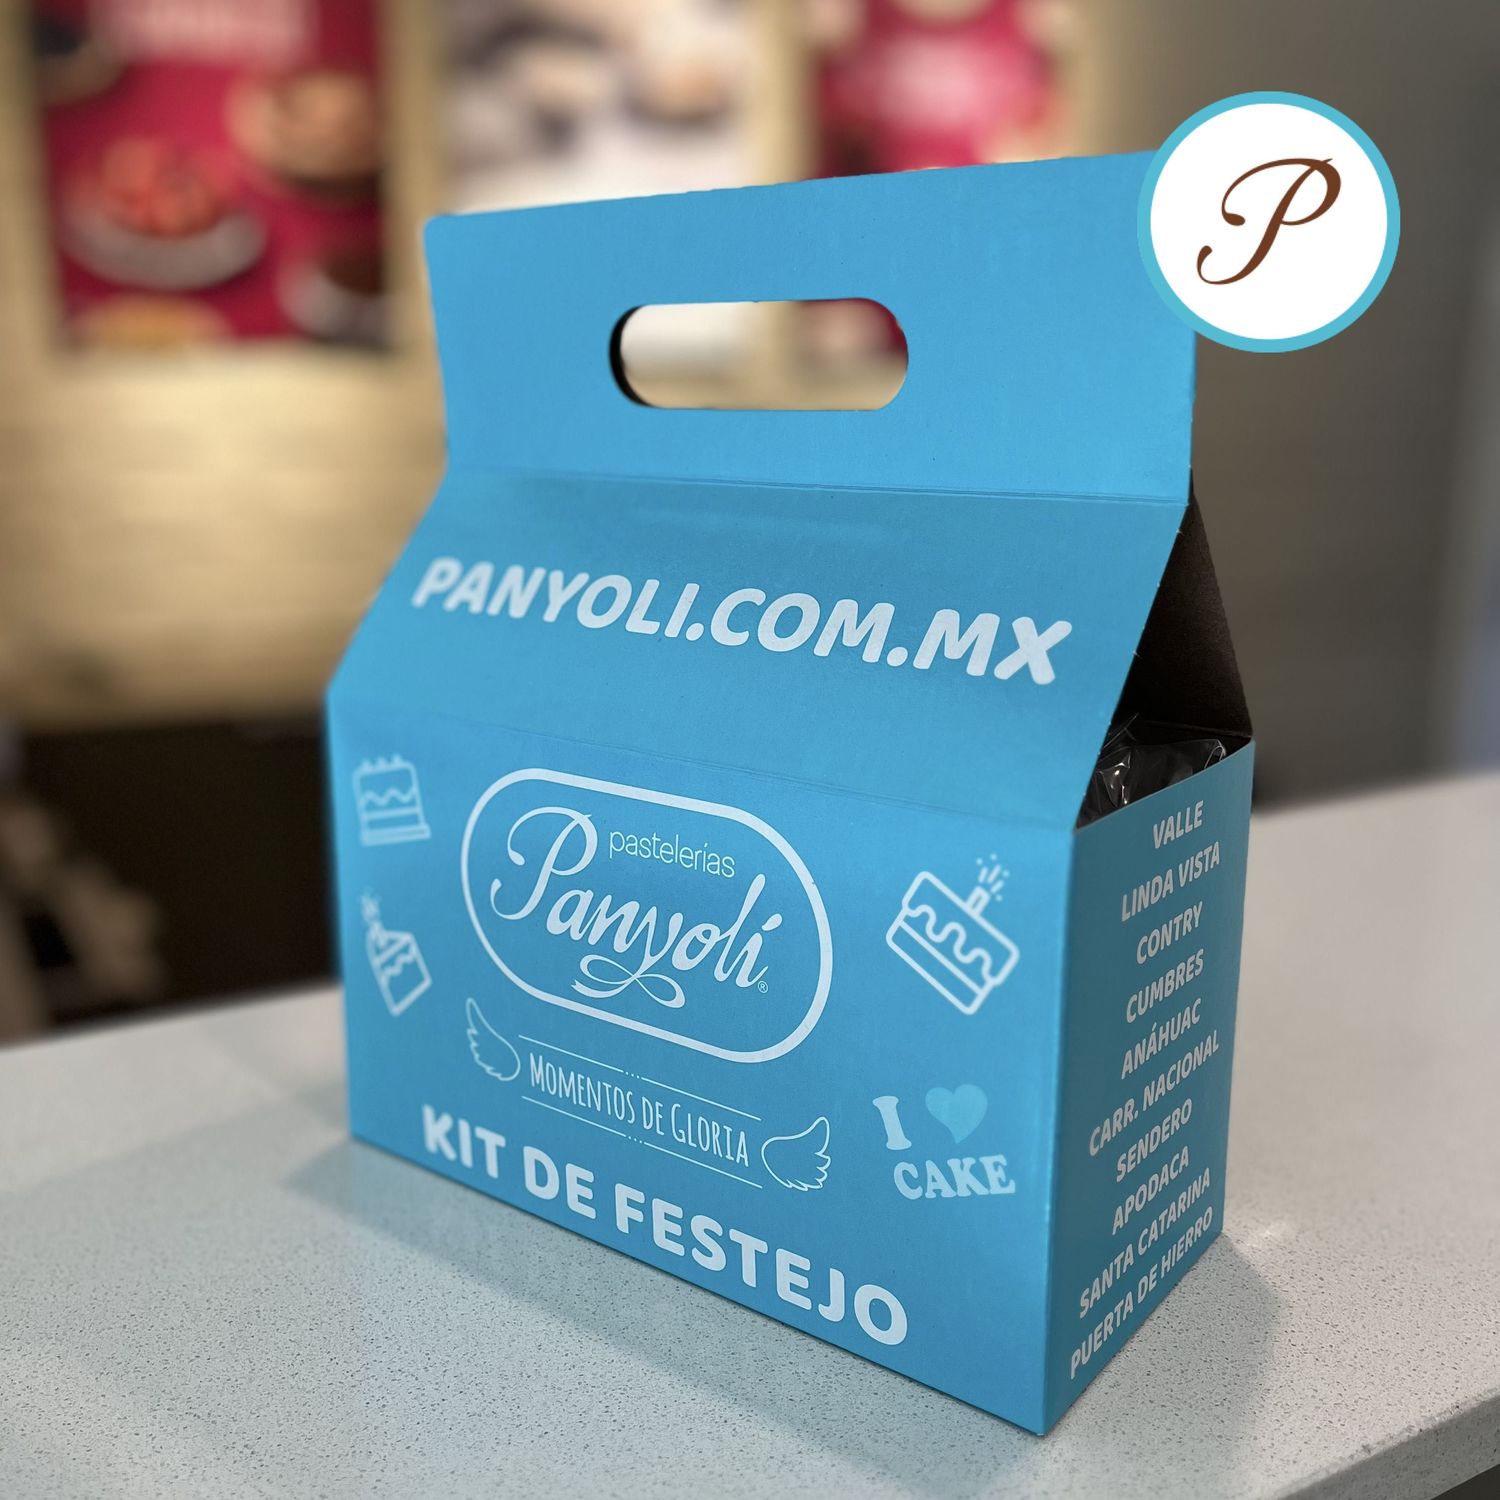 P
PANYOLI.COM.MX
pastelerías
Panyolí®
MOMENTOS DE GLORIA
I
CAKE
KIT DE FESTEJO
VALLE
LINDA VISTA
CONTRY
CUMBRES
ANÁHUAC
CARR. NACIONAL
SENDERO
APODACA
SANTA CATARINA
PUERTA DE HIERRO